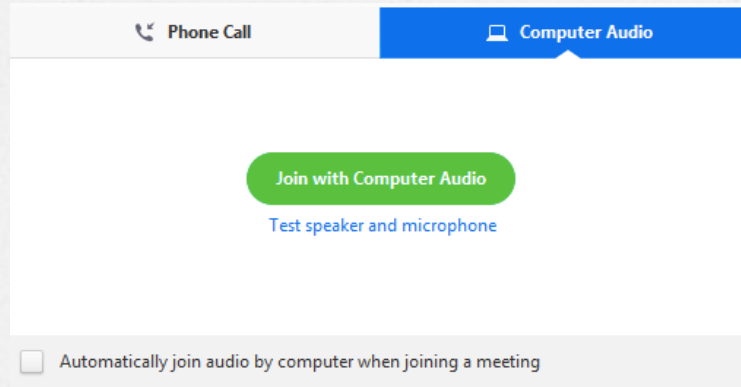 Phone Call
Computer Audio
Join with Computer Audio
Test speaker and microphone
Automatically join audio by computer when joining a meeting